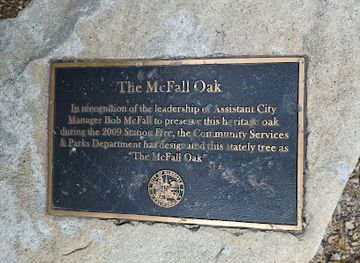 The McFall Oak
In recognition of the leadership of Assistant City
Manager Bob McFall to preserve this heritage oak
during the 2009 Station Fire, the Community Services
& Parks Department has designated this stately tree as
"The McFall Oak"